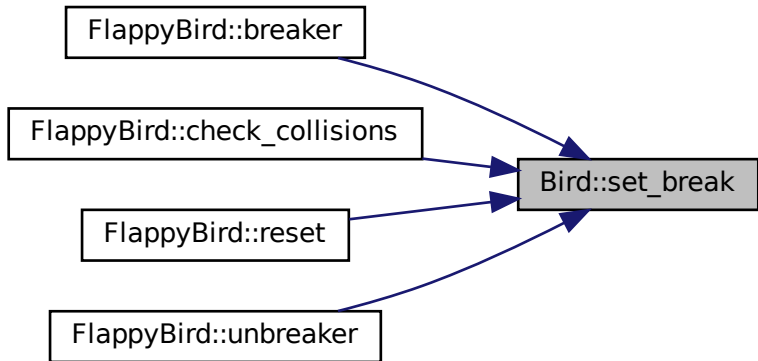 FlappyBird::breaker
FlappyBird::check_collisions
Bird::set_break
FlappyBird::reset
FlappyBird::unbreaker